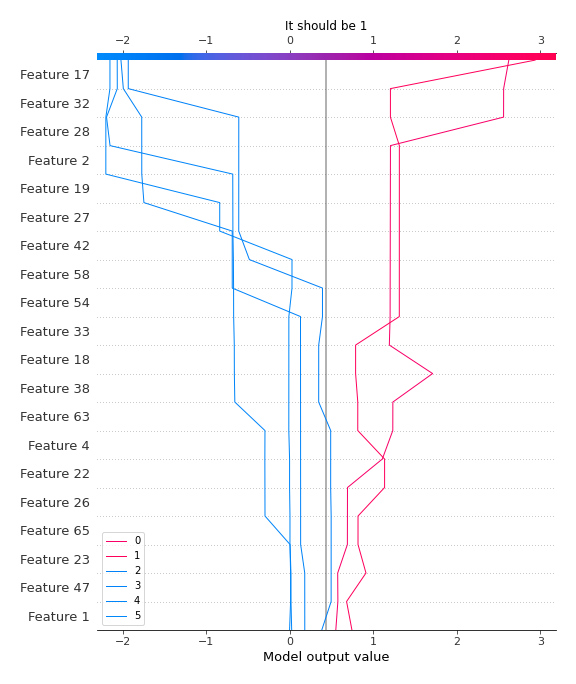 It should be 1
−2 −1 0 1 2 3
Feature 17
Feature 32
Feature 28
Feature 2
Feature 19
Feature 27
Feature 42
Feature 58
Feature 54
Feature 33
Feature 18
Feature 38
Feature 63
Feature 4
Feature 22
Feature 26
Feature 65
Feature 23
Feature 47
Feature 1
0
1
2
3
4
5
−2 −1 0 1 2 3
Model output value